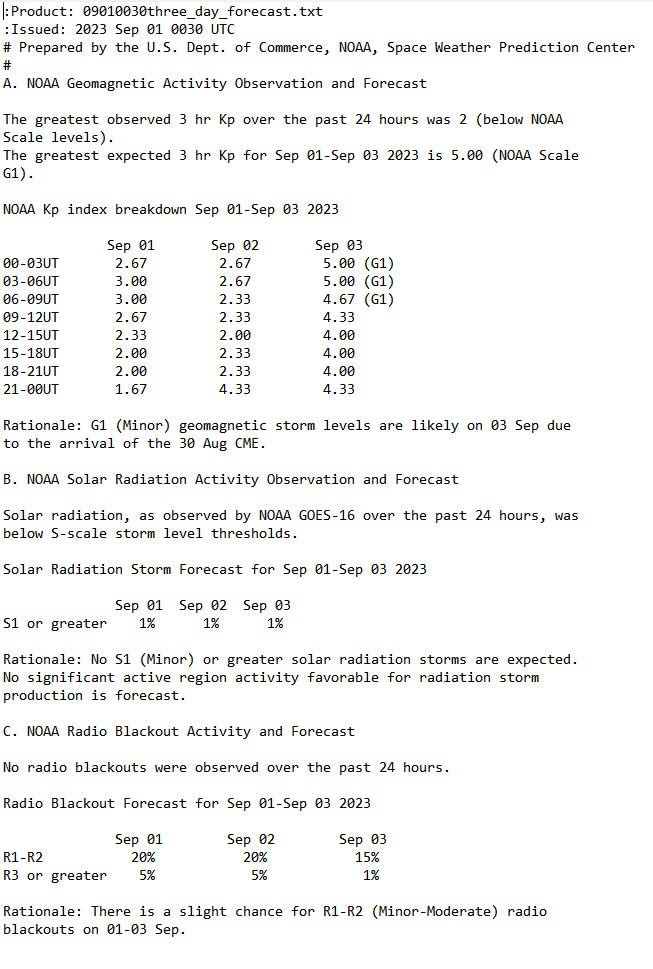 :Product: 09010030three_day_forecast.txt
:Issued: 2023 Sep 01 0030 UTC
# Prepared by the U.S. Dept. of Commerce, NOAA, Space Weather Prediction Center
#
A. NOAA Geomagnetic Activity Observation and Forecast

The greatest observed 3 hr Kp over the past 24 hours was 2 (below NOAA
Scale levels).
The greatest expected 3 hr Kp for Sep 01-Sep 03 2023 is 5.00 (NOAA Scale
G1).

NOAA Kp index breakdown Sep 01-Sep 03 2023

             Sep 01       Sep 02       Sep 03
00-03UT       2.67         2.67         5.00 (G1)
03-06UT       3.00         2.67         5.00 (G1)
06-09UT       3.00         2.33         4.67 (G1)
09-12UT       2.67         2.33         4.33
12-15UT       2.33         2.00         4.00
15-18UT       2.00         2.33         4.00
18-21UT       2.00         2.33         4.00
21-00UT       1.67         4.33         4.33

Rationale: G1 (Minor) geomagnetic storm levels are likely on 03 Sep due
to the arrival of the 30 Aug CME.

B. NOAA Solar Radiation Activity Observation and Forecast

Solar radiation, as observed by NOAA GOES-16 over the past 24 hours, was
below S-scale storm level thresholds.

Solar Radiation Storm Forecast for Sep 01-Sep 03 2023

              Sep 01  Sep 02  Sep 03
S1 or greater    1%      1%      1%

Rationale: No S1 (Minor) or greater solar radiation storms are expected.
No significant active region activity favorable for radiation storm
production is forecast.

C. NOAA Radio Blackout Activity and Forecast

No radio blackouts were observed over the past 24 hours.

Radio Blackout Forecast for Sep 01-Sep 03 2023

              Sep 01        Sep 02        Sep 03
R1-R2           20%           20%           15%
R3 or greater    5%            5%            1%

Rationale: There is a slight chance for R1-R2 (Minor-Moderate) radio
blackouts on 01-03 Sep.